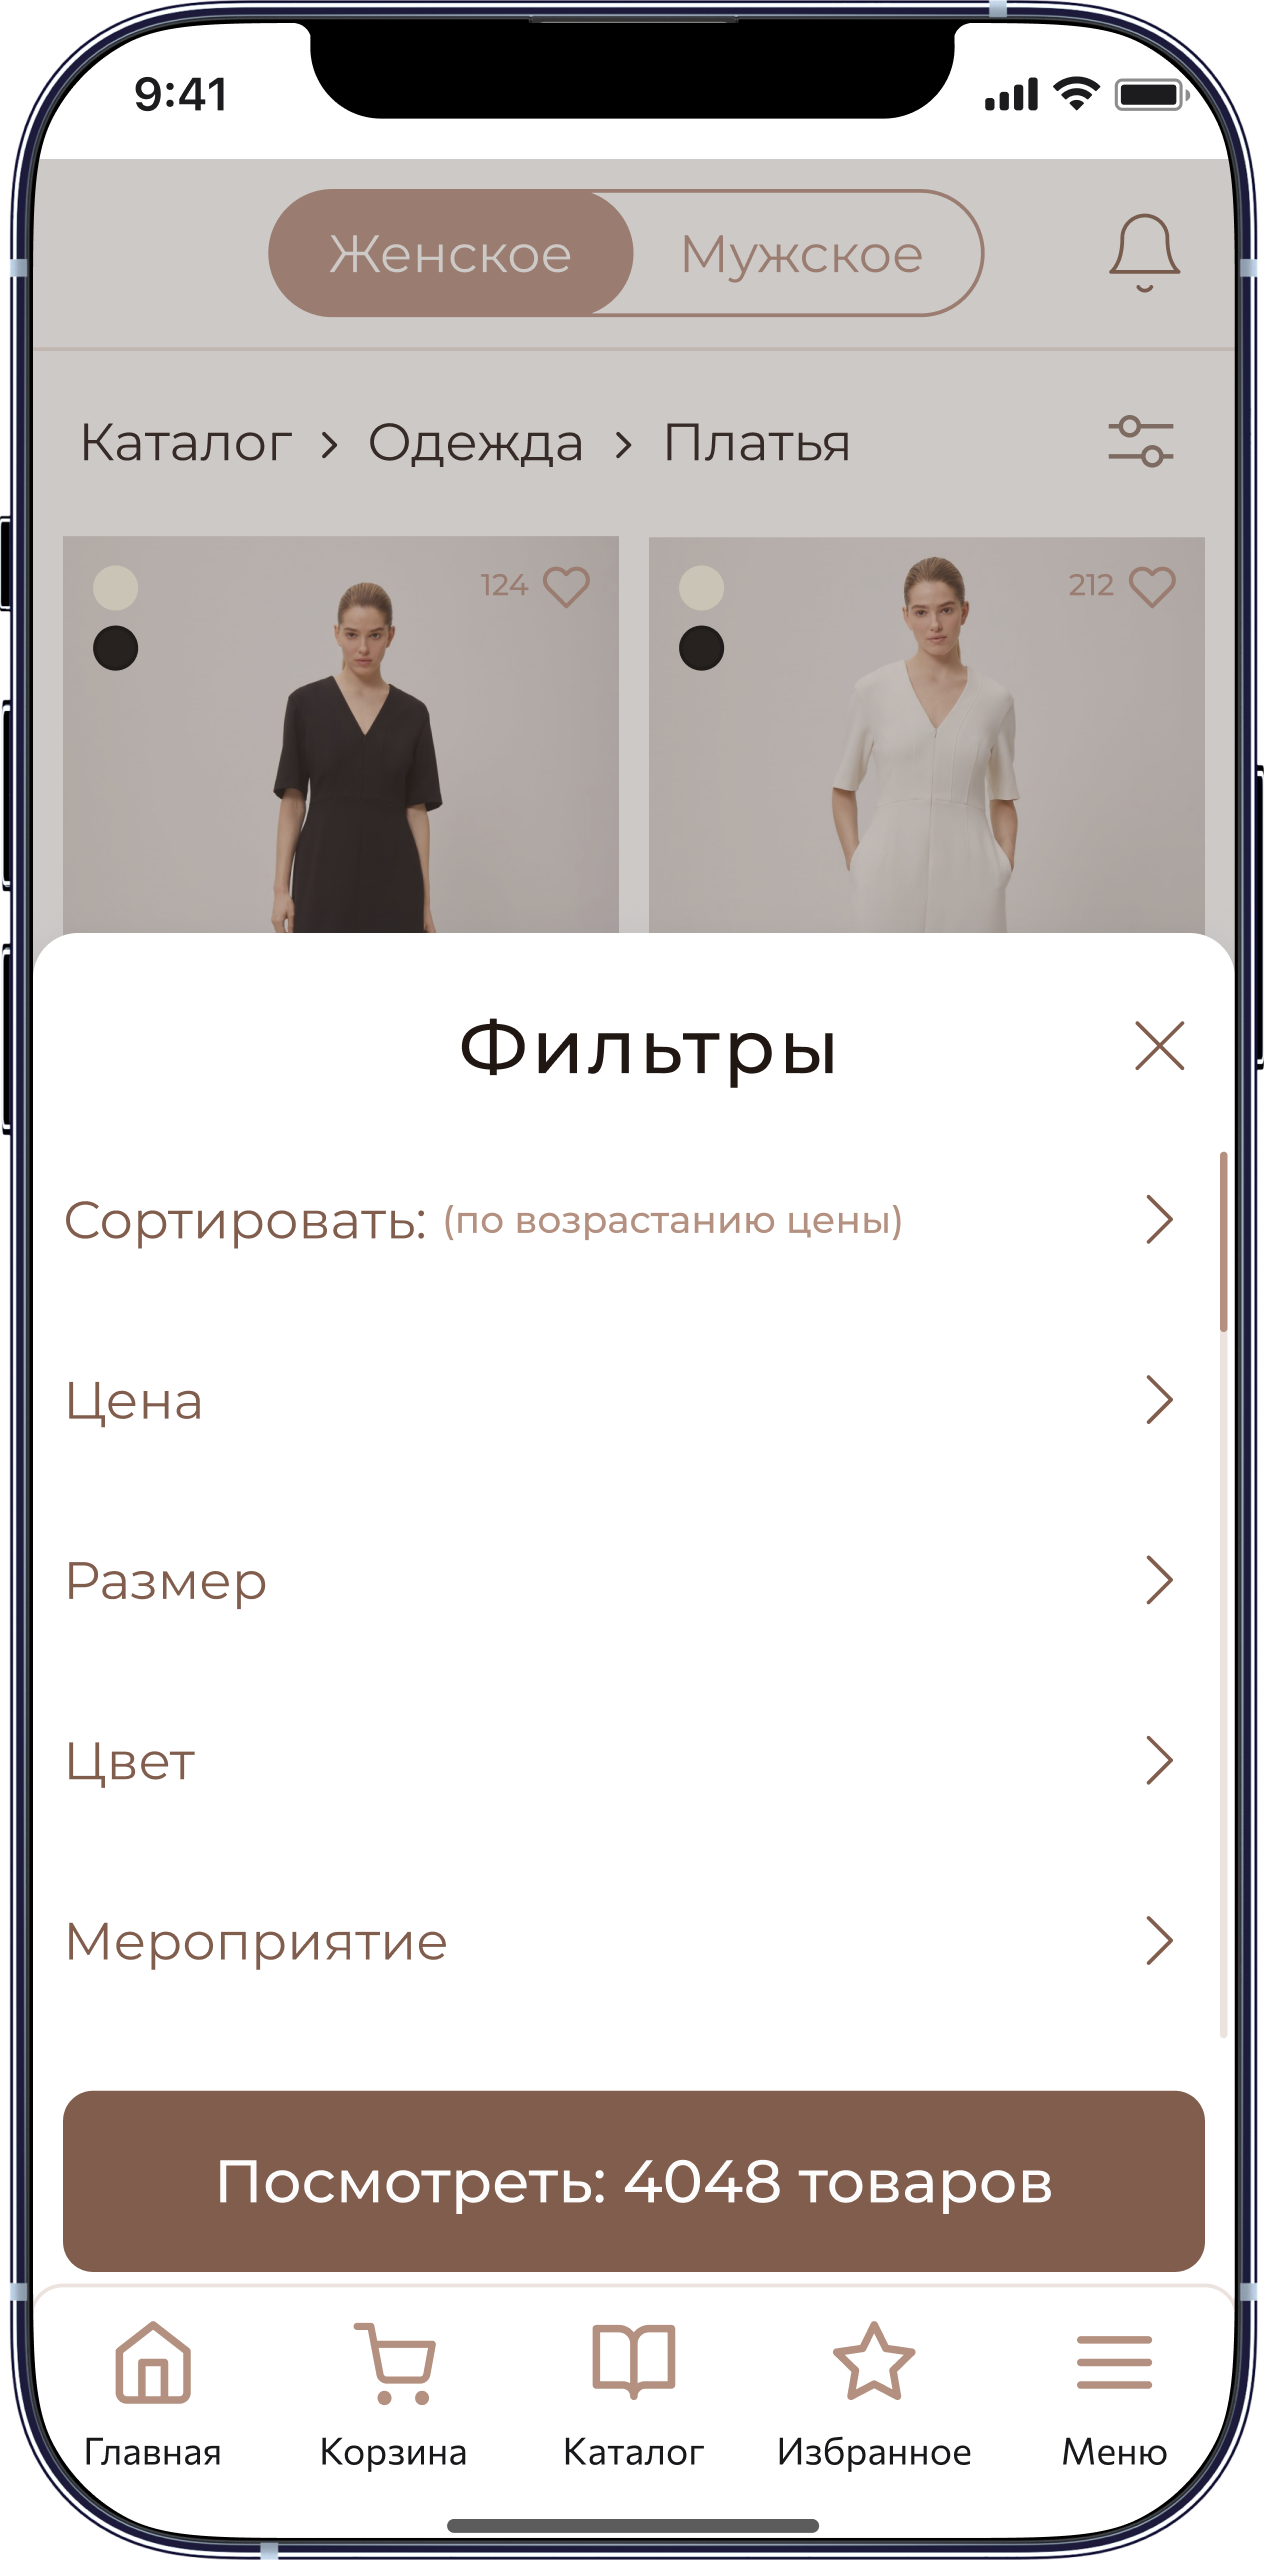 9:41
Женское Мужское
Каталог > Одежда > Платья
124 212
Фильтры
Сортировать: (по возрастанию цены)
Цена
Размер
Цвет
Мероприятие
Посмотреть: 4048 товаров
Главная Корзина Каталог Избранное Меню